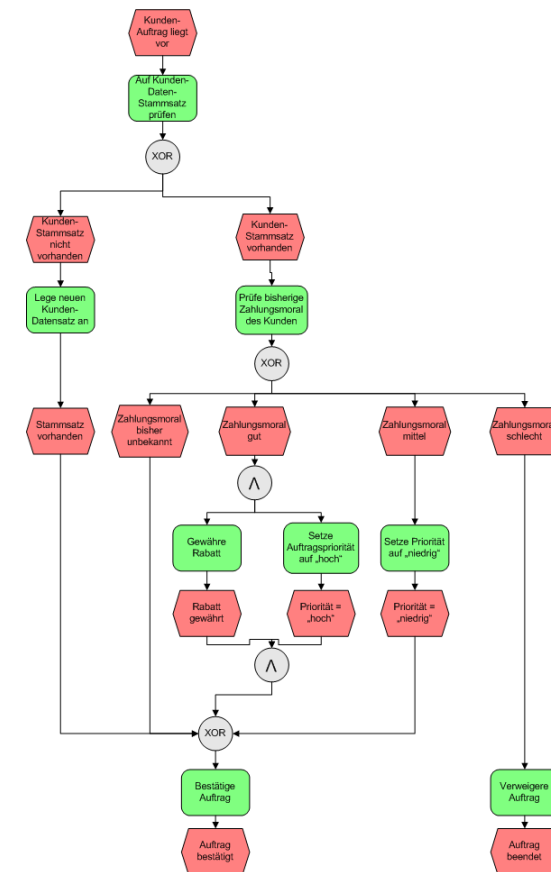 Kunden-
Auftrag liegt
vor
Auf Kunden-
Daten-
Stammsatz
prüfen
XOR
Kunden-
Stammsatz
nicht
vorhanden
Kunden-
Stammsatz
vorhanden
Lege neuen
Kunden-
Datensatz an
Prüfe bisherige
Zahlungsmoral
des Kunden
XOR
Stammsatz
vorhanden
Zahlungsmoral
bisher
unbekannt
Zahlungsmoral
gut
Zahlungsmoral
mittel
Zahlungsmoral
schlecht
Λ
Gewähre
Rabatt
Setze
Auftragspriorität
auf „hoch“
Setze Priorität
auf „niedrig“
Rabatt
gewährt
Priorität =
„hoch“
Priorität =
„niedrig“
Λ
XOR
Bestätige
Auftrag
Verweigere
Auftrag
Auftrag
bestätigt
Auftrag
beendet